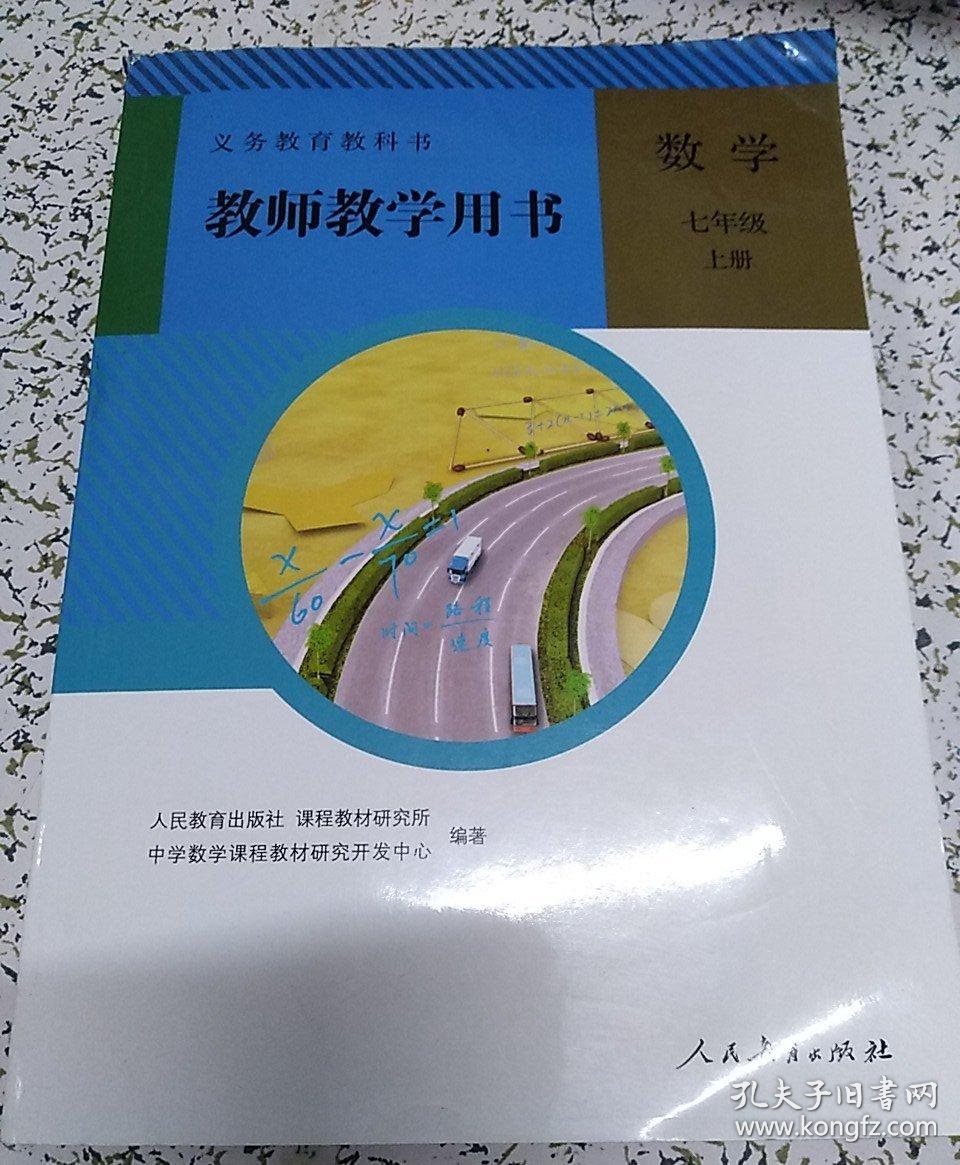 义务教育教科书
教师教学用书
数学
七年级
上册
x/60 - x/70 = 1
时间=路程/速度
人民教育出版社 课程教材研究所
中学数学课程教材研究开发中心
编著
人民教育出版社
孔夫子旧书网
www.kongfz.com